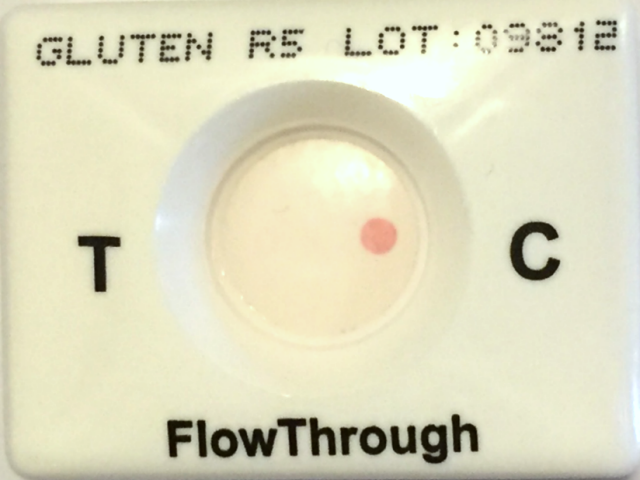 GLUTEN R5 LOT:09812
T
C
FlowThrough